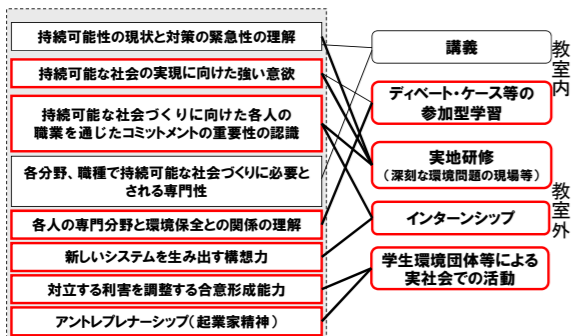 持続可能性の現状と対策の緊急性の理解
持続可能な社会の実現に向けた強い意欲
持続可能な社会づくりに向けた各人の
職業を通じたコミットメントの重要性の認識
各分野、職種で持続可能な社会づくりに必要と
される専門性
各人の専門分野と環境保全との関係の理解
新しいシステムを生み出す構想力
対立する利害を調整する合意形成能力
アントレプレナーシップ(起業家精神)
講義
ディベート・ケース等の
参加型学習
実地研修
(深刻な環境問題の現場等)
インターンシップ
学生環境団体等による
実社会での活動
教室内
教室外